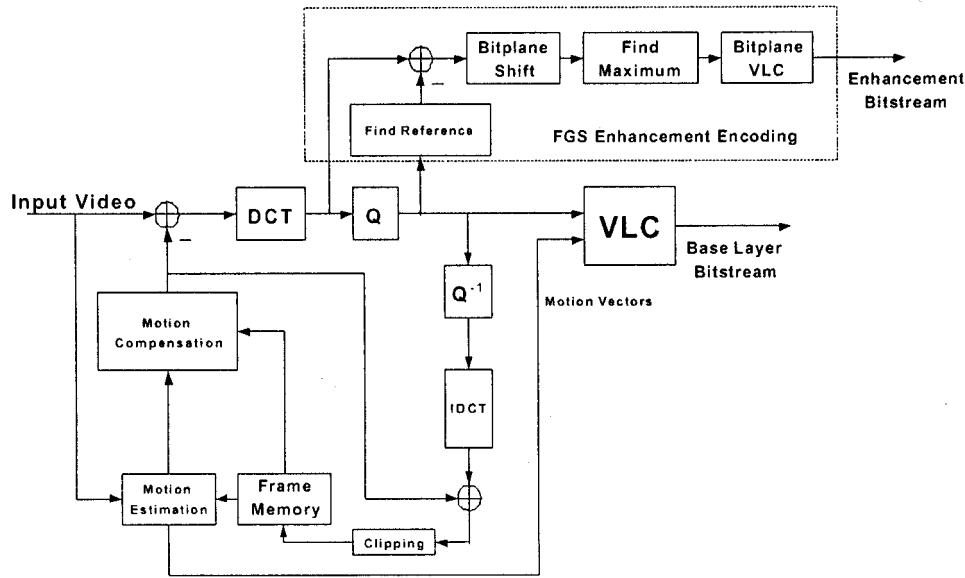 Bitplane
Shift
Find
Maximum
Bitplane
VLC
Enhancement
Bitstream
Find Reference
FGS Enhancement Encoding
Input Video
DCT
Q
VLC
Base Layer
Bitstream
Q-1
Motion Vectors
Motion
Compensation
IDCT
Motion
Estimation
Frame
Memory
Clipping